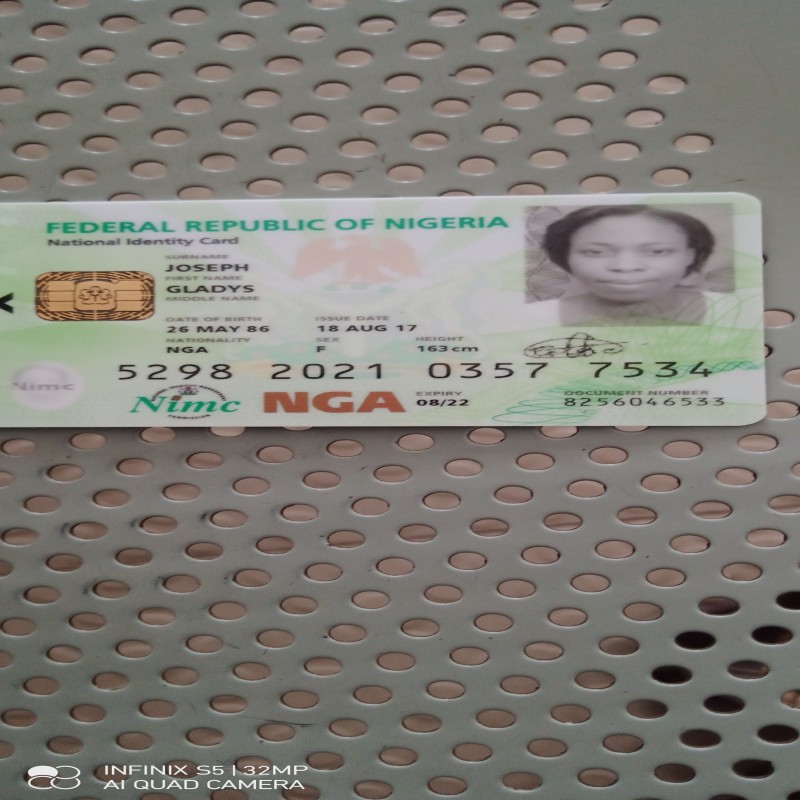 FEDERAL REPUBLIC OF NIGERIA
National Identity Card
SURNAME
JOSEPH
FIRST NAME
GLADYS
MIDDLE NAME
DATE OF BIRTH ISSUE DATE
26 MAY 86 18 AUG 17
NATIONALITY SEX HEIGHT
NGA F 163cm
5298 2021 0357 7534
Nimc
Nimc NGA
EXPIRY DOCUMENT NUMBER
08/22 8256046533
INFINIX S5 | 32MP
AI QUAD CAMERA